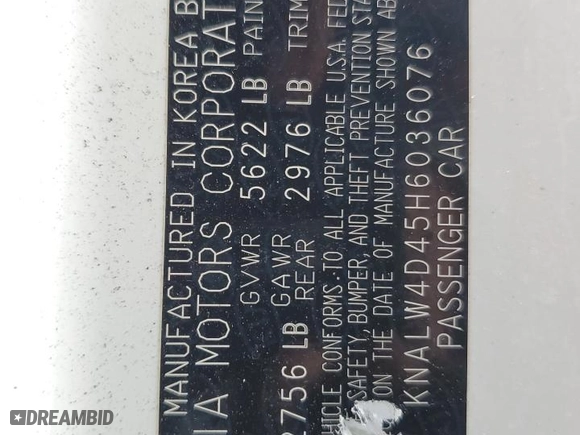 MANUFACTURED IN KOREA B
IA MOTORS CORPORAT
GVWR 5622 LB PAIN
GAWR
2756 LB REAR 2976 LB TRIM
HICLE CONFORMS TO ALL APPLICABLE U.S.A. FED
SAFETY, BUMPER, AND THEFT PREVENTION STA
ON THE DATE OF MANUFACTURE SHOWN AB
KNALW4D45H6036076
PASSENGER CAR
DREAMBID